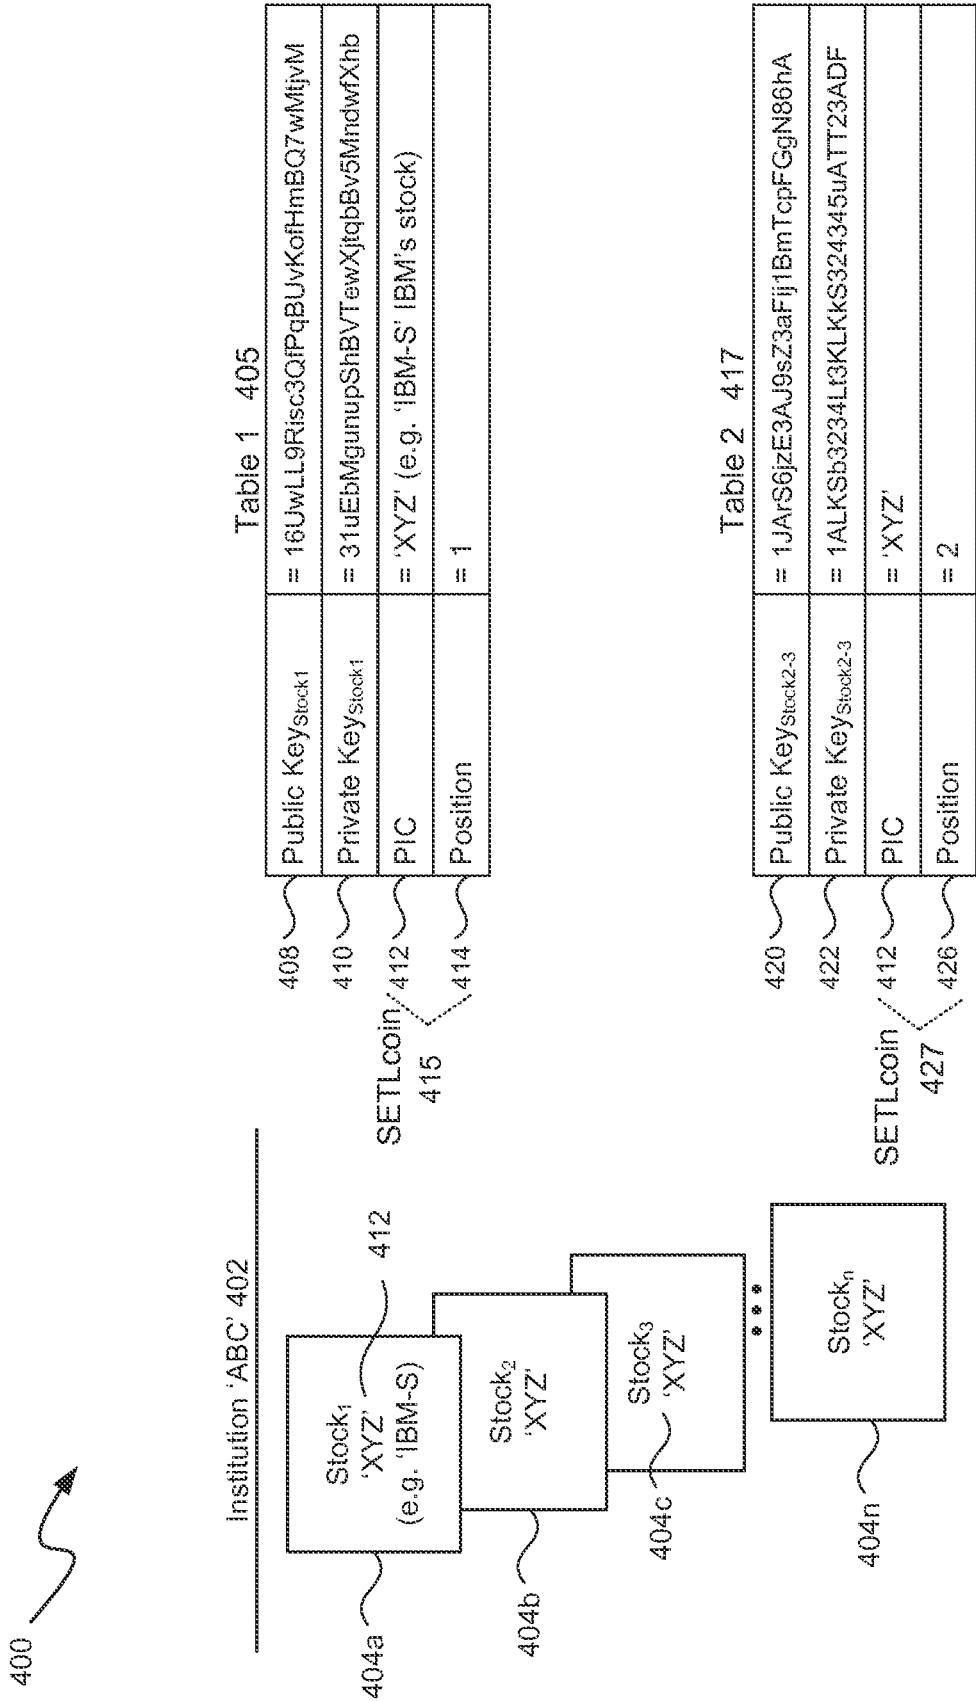 400
Institution 'ABC' 402
Stock1
'XYZ'
(e.g. 'IBM-S)
412
404a
Stock2
'XYZ'
404b
Stock3
'XYZ'
404c
Stockn
'XYZ'
404n
Table 1 405
408 Public KeyStock1 = 16UwLL9Risc3QfPqBUvKofHmBQ7wMtjvM
410 Private KeyStock1 = 31uEbMgunupShBVTewXjtqbBv5MndwfXhb
412 PIC = 'XYZ' (e.g. 'IBM-S' IBM's stock)
414 Position = 1
SETLcoin
415
Table 2 417
420 Public KeyStock2-3 = 1JArS6jzE3AJ9sZ3aFij1BmTcpFGgN86hA
422 Private KeyStock2-3 = 1ALKSb3234Lt3KLKkS324345uATT23ADF
412 PIC = 'XYZ'
426 Position = 2
SETLcoin
427